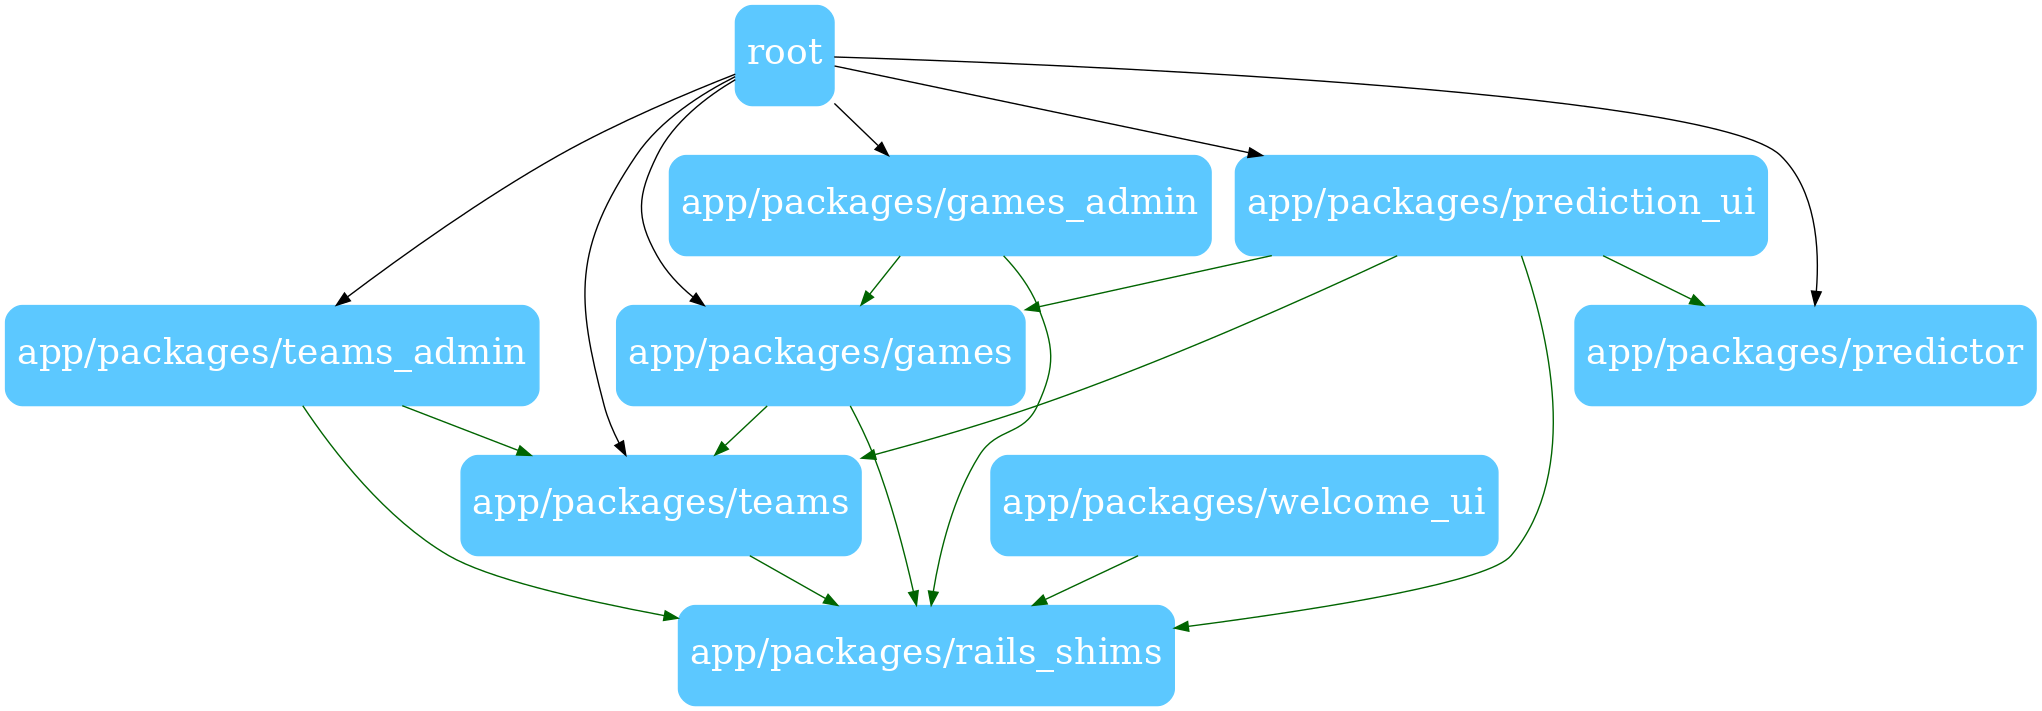 root
app/packages/games_admin
app/packages/prediction_ui
app/packages/teams_admin
app/packages/games
app/packages/predictor
app/packages/teams
app/packages/welcome_ui
app/packages/rails_shims